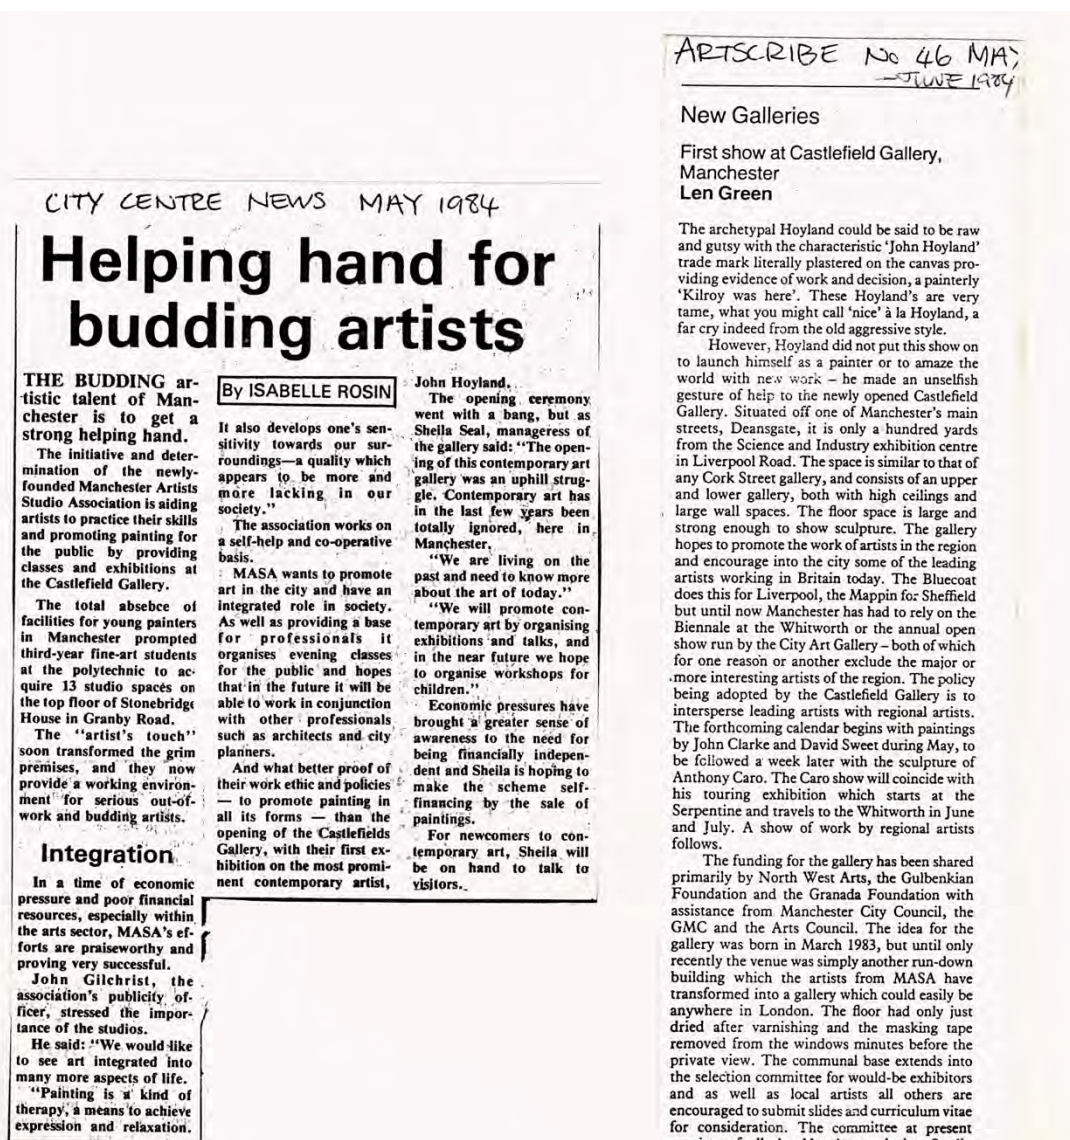 CITY CENTRE NEWS MAY 1984
Helping hand for
budding artists
THE BUDDING ar-
tistic talent of Man-
chester is to get a
strong helping hand.
The initiative and deter-
mination of the newly-
founded Manchester Artists
Studio Association is aiding
artists to practice their skills
and promoting painting for
the public by providing
classes and exhibitions at
the Castlefield Gallery.
The total absebce of
facilities for young painters
in Manchester prompted
third-year fine-art students
at the polytechnic to ac-
quire 13 studio spaces on
the top floor of Stonebridge
House in Granby Road.
The "artist's touch"
soon transformed the grim
premises, and they now
provide a working environ-
ment for serious out-of-
work and budding artists.
Integration
In a time of economic
pressure and poor financial
resources, especially within
the arts sector, MASA's ef-
forts are praiseworthy and
proving very successful.
John Gilchrist, the
association's publicity of-
ficer, stressed the impor-
tance of the studios.
He said: "We would like
to see art integrated into
many more aspects of life.
"Painting is a kind of
therapy, a means to achieve
expression and relaxation.
By ISABELLE ROSIN
It also develops one's sen-
sitivity towards our sur-
roundings—a quality which
appears to be more and
more lacking in our
society."
The association works on
a self-help and co-operative
basis.
MASA wants to promote
art in the city and have an
integrated role in society.
As well as providing a base
for professionals it
organises evening classes
for the public and hopes
that in the future it will be
able to work in conjunction
with other professionals
such as architects and city
planners.
And what better proof of
their work ethic and policies
— to promote painting in
all its forms — than the
opening of the Castlefields
Gallery, with their first ex-
hibition on the most promi-
nent contemporary artist,
John Hoyland.
The opening ceremony
went with a bang, but as
Sheila Seal, manageress of
the gallery said: "The open-
ing of this contemporary art
gallery was an uphill strug-
gle. Contemporary art has
in the last few years been
totally ignored, here in
Manchester.
"We are living on the
past and need to know more
about the art of today."
"We will promote con-
temporary art by organising
exhibitions and talks, and
in the near future we hope
to organise workshops for
children."
Economic pressures have
brought a greater sense of
awareness to the need for
being financially indepen-
dent and Sheila is hoping to
make the scheme self-
financing by the sale of
paintings.
For newcomers to con-
temporary art, Sheila will
be on hand to talk to
visitors.
ARTSCRIBE No 46 MAY
—JUNE 1984
New Galleries
First show at Castlefield Gallery,
Manchester
Len Green
The archetypal Hoyland could be said to be raw
and gutsy with the characteristic 'John Hoyland'
trade mark literally plastered on the canvas pro-
viding evidence of work and decision, a painterly
'Kilroy was here'. These Hoyland's are very
tame, what you might call 'nice' à la Hoyland, a
far cry indeed from the old aggressive style.
However, Hoyland did not put this show on
to launch himself as a painter or to amaze the
world with new work – he made an unselfish
gesture of help to the newly opened Castlefield
Gallery. Situated off one of Manchester's main
streets, Deansgate, it is only a hundred yards
from the Science and Industry exhibition centre
in Liverpool Road. The space is similar to that of
any Cork Street gallery, and consists of an upper
and lower gallery, both with high ceilings and
large wall spaces. The floor space is large and
strong enough to show sculpture. The gallery
hopes to promote the work of artists in the region
and encourage into the city some of the leading
artists working in Britain today. The Bluecoat
does this for Liverpool, the Mappin for Sheffield
but until now Manchester has had to rely on the
Biennale at the Whitworth or the annual open
show run by the City Art Gallery – both of which
for one reason or another exclude the major or
more interesting artists of the region. The policy
being adopted by the Castlefield Gallery is to
intersperse leading artists with regional artists.
The forthcoming calendar begins with paintings
by John Clarke and David Sweet during May, to
be followed a week later with the sculpture of
Anthony Caro. The Caro show will coincide with
his touring exhibition which starts at the
Serpentine and travels to the Whitworth in June
and July. A show of work by regional artists
follows.
The funding for the gallery has been shared
primarily by North West Arts, the Gulbenkian
Foundation and the Granada Foundation with
assistance from Manchester City Council, the
GMC and the Arts Council. The idea for the
gallery was born in March 1983, but until only
recently the venue was simply another run-down
building which the artists from MASA have
transformed into a gallery which could easily be
anywhere in London. The floor had only just
dried after varnishing and the masking tape
removed from the windows minutes before the
private view. The communal base extends into
the selection committee for would-be exhibitors
and as well as local artists all others are
encouraged to submit slides and curriculum vitae
for consideration. The committee at present